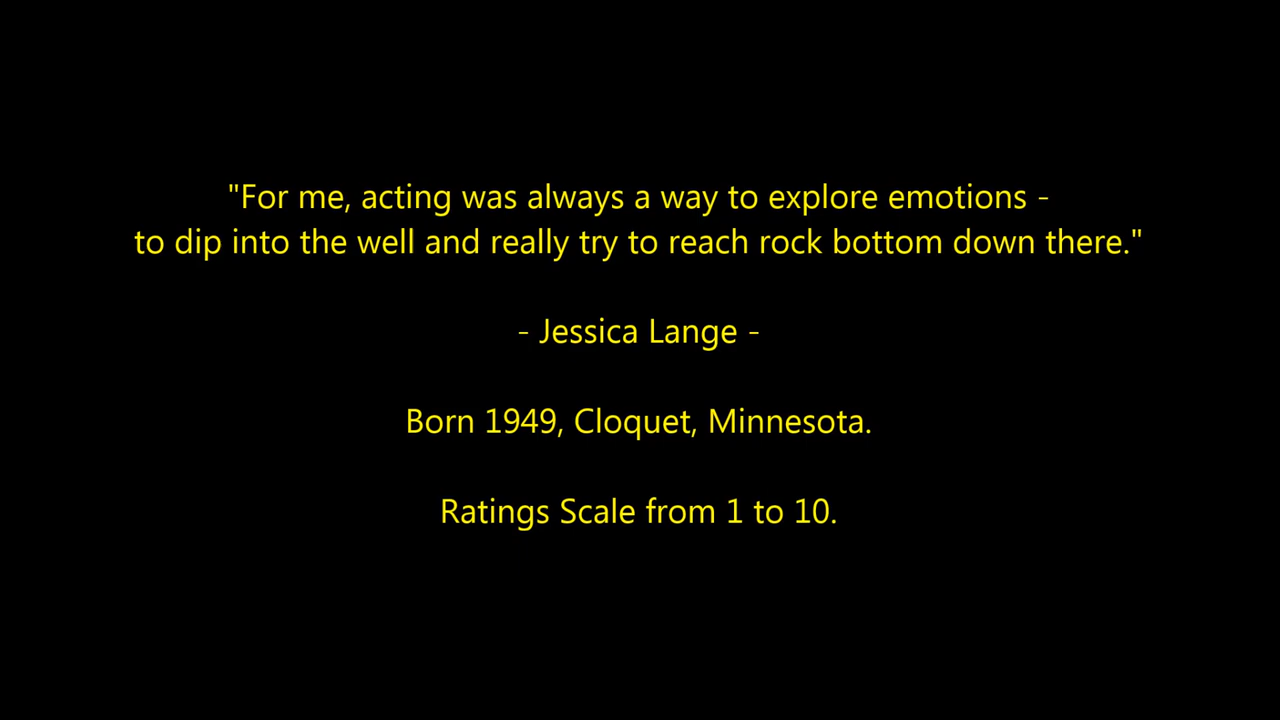 "For me, acting was always a way to explore emotions -
to dip into the well and really try to reach rock bottom down there."
- Jessica Lange -
Born 1949, Cloquet, Minnesota.
Ratings Scale from 1 to 10.